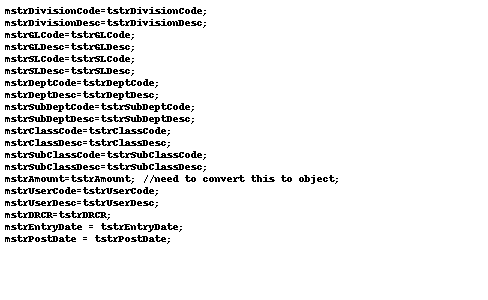 mstrDivisionCode=tstrDivisionCode;
mstrDivisionDesc=tstrDivisionDesc;
mstrGLCode=tstrGLCode;
mstrGLDesc=tstrGLDesc;
mstrSLCode=tstrSLCode;
mstrSLDesc=tstrSLDesc;
mstrDeptCode=tstrDeptCode;
mstrDeptDesc=tstrDeptDesc;
mstrSubDeptCode=tstrSubDeptCode;
mstrSubDeptDesc=tstrSubDeptDesc;
mstrClassCode=tstrClassCode;
mstrClassDesc=tstrClassDesc;
mstrSubClassCode=tstrSubClassCode;
mstrSubClassDesc=tstrSubClassDesc;
mstrAmount=tstrAmount; //need to convert this to object;
mstrUserCode=tstrUserCode;
mstrUserDesc=tstrUserDesc;
mstrDRCR=tstrDRCR;
mstrEntryDate = tstrEntryDate;
mstrPostDate = tstrPostDate;